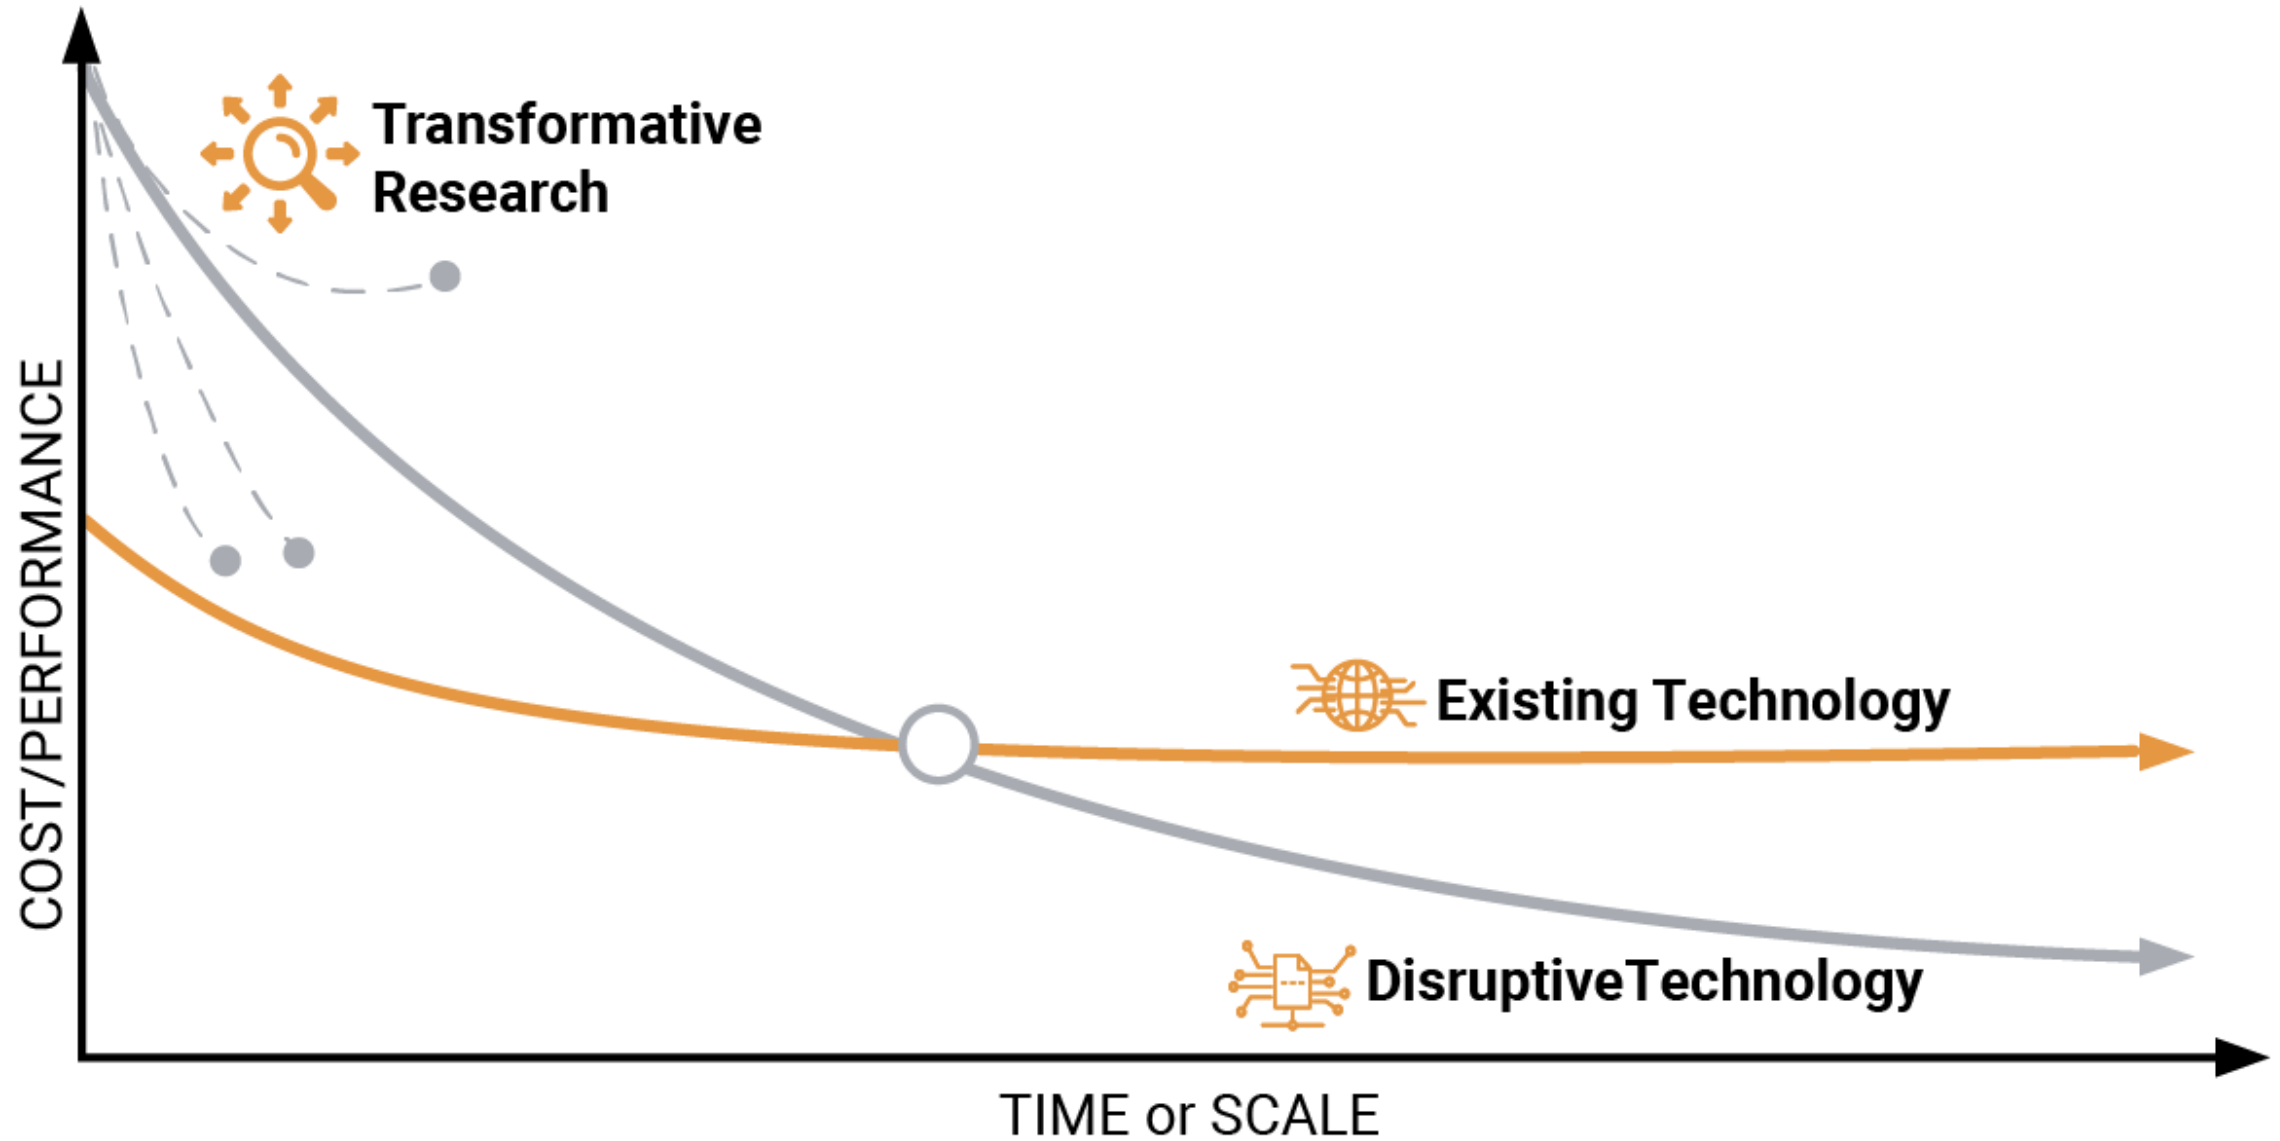 Transformative
Research
COST/PERFORMANCE
Existing Technology
DisruptiveTechnology
TIME or SCALE